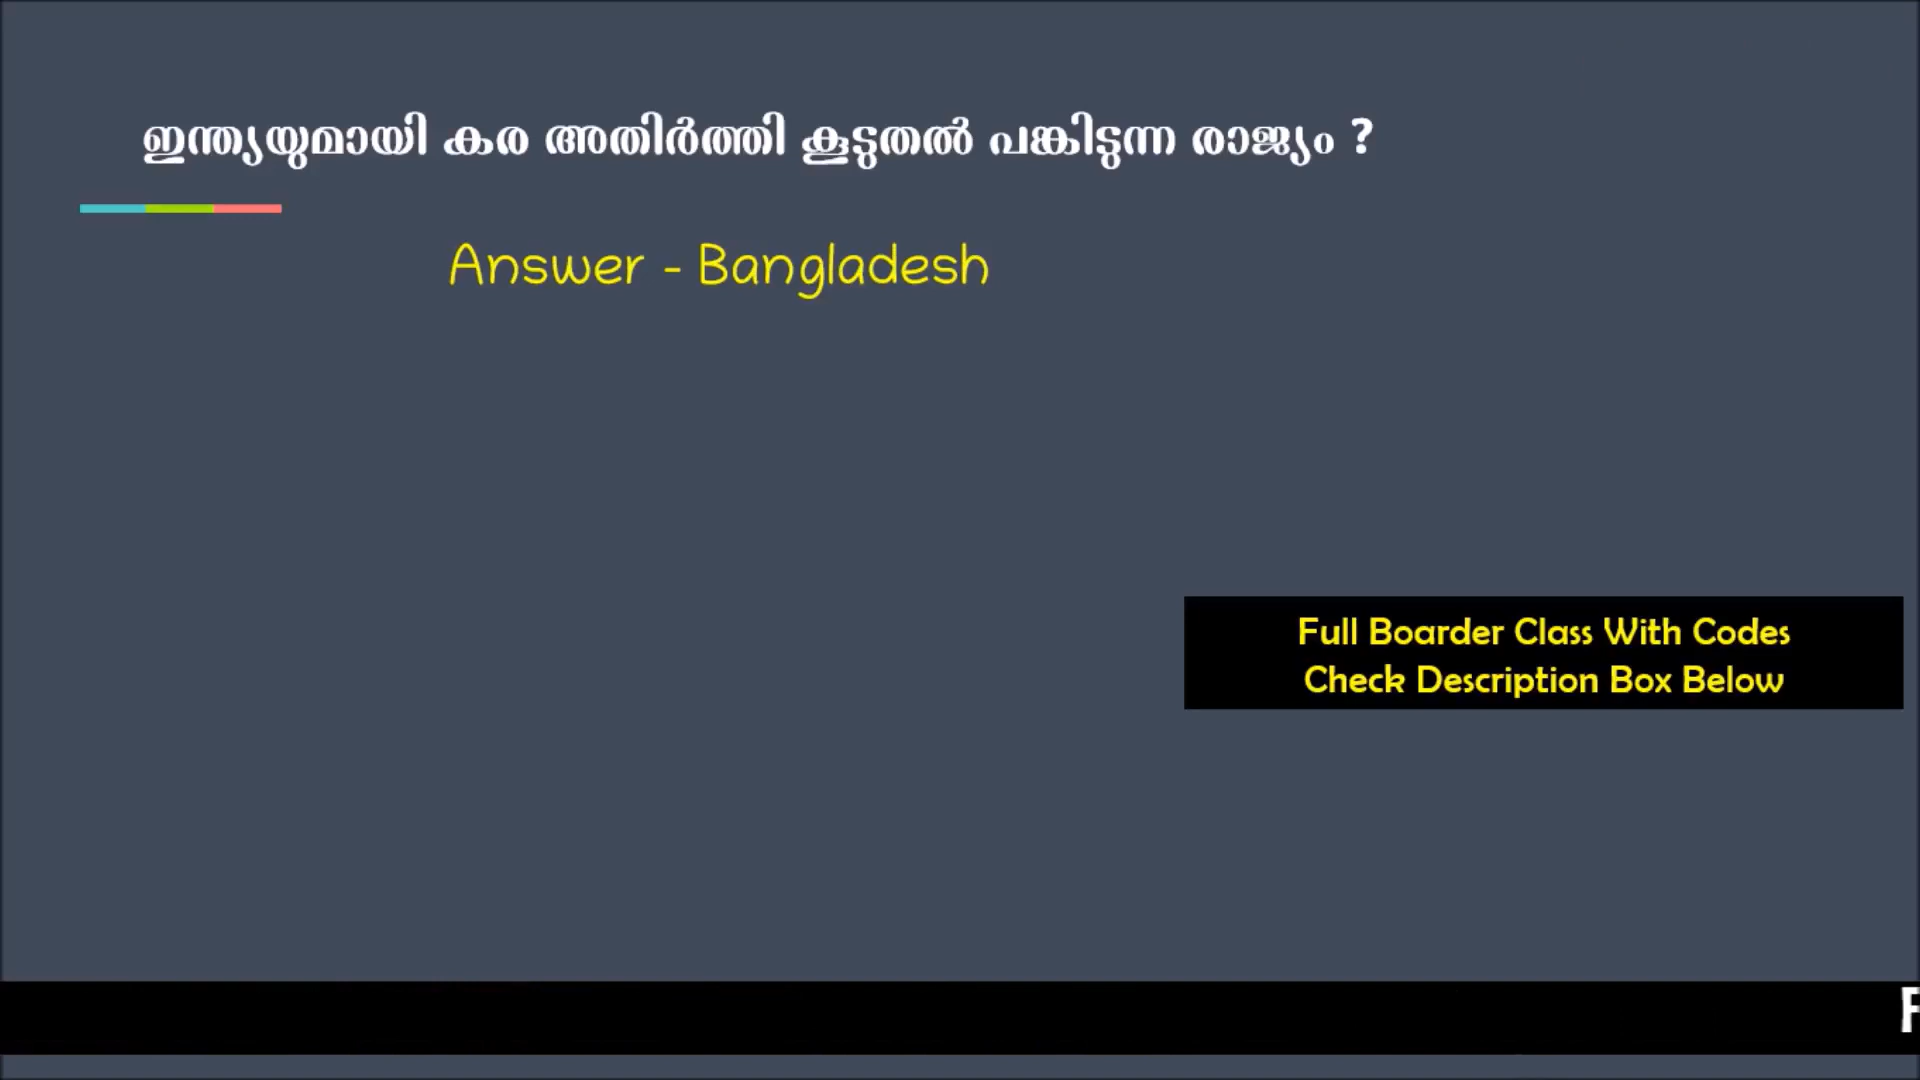 ഇന്ത്യയുമായി കര അതിർത്തി കൂടുതൽ പങ്കിടുന്ന രാജ്യം ?
Answer - Bangladesh
Full Boarder Class With Codes
Check Description Box Below